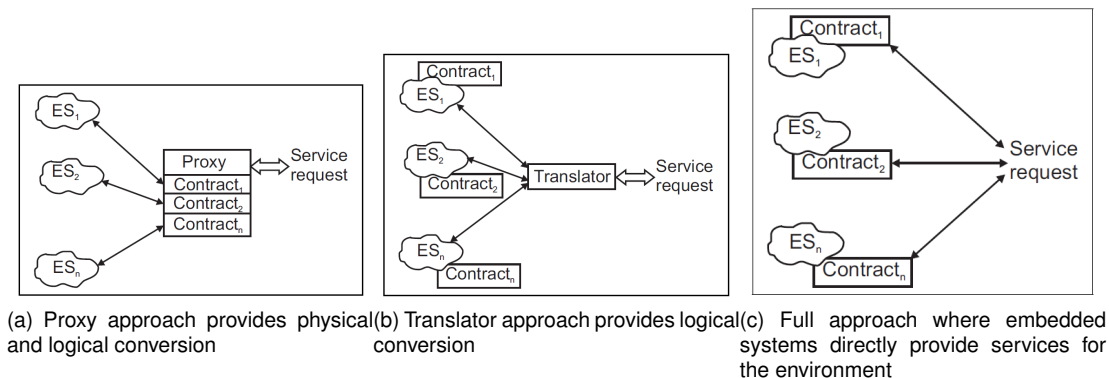 ES1
ES2
ESn
Proxy
Contract1
Contract2
Contractn
Service
request
(a) Proxy approach provides physical
and logical conversion
Contract1
ES1
ES2
Contract2
ESn
Contractn
Translator
Service
request
(b) Translator approach provides logical
conversion
Contract1
ES1
ES2
Contract2
ESn
Contractn
Service
request
(c) Full approach where embedded
systems directly provide services for
the environment